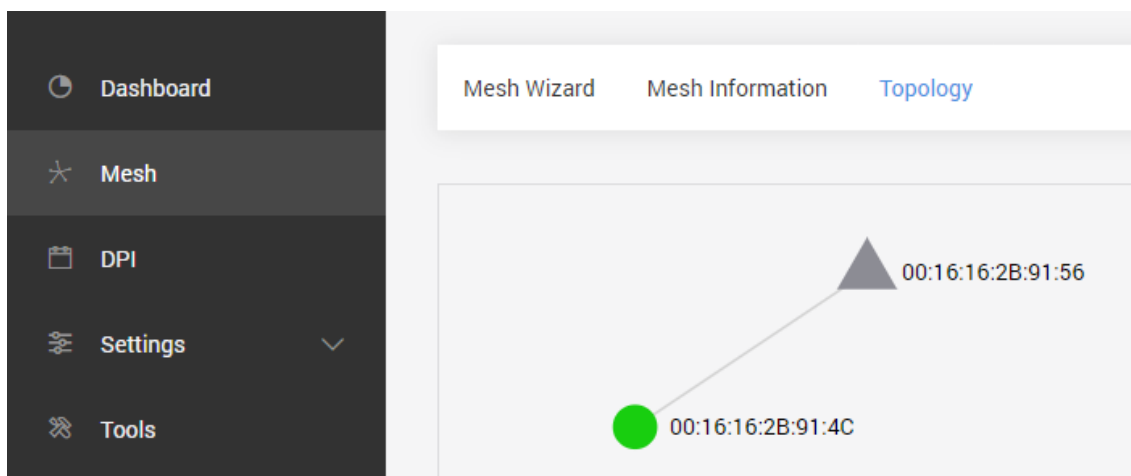 Dashboard
Mesh
DPI
Settings
Tools
Mesh Wizard Mesh Information Topology
00:16:16:2B:91:56
00:16:16:2B:91:4C